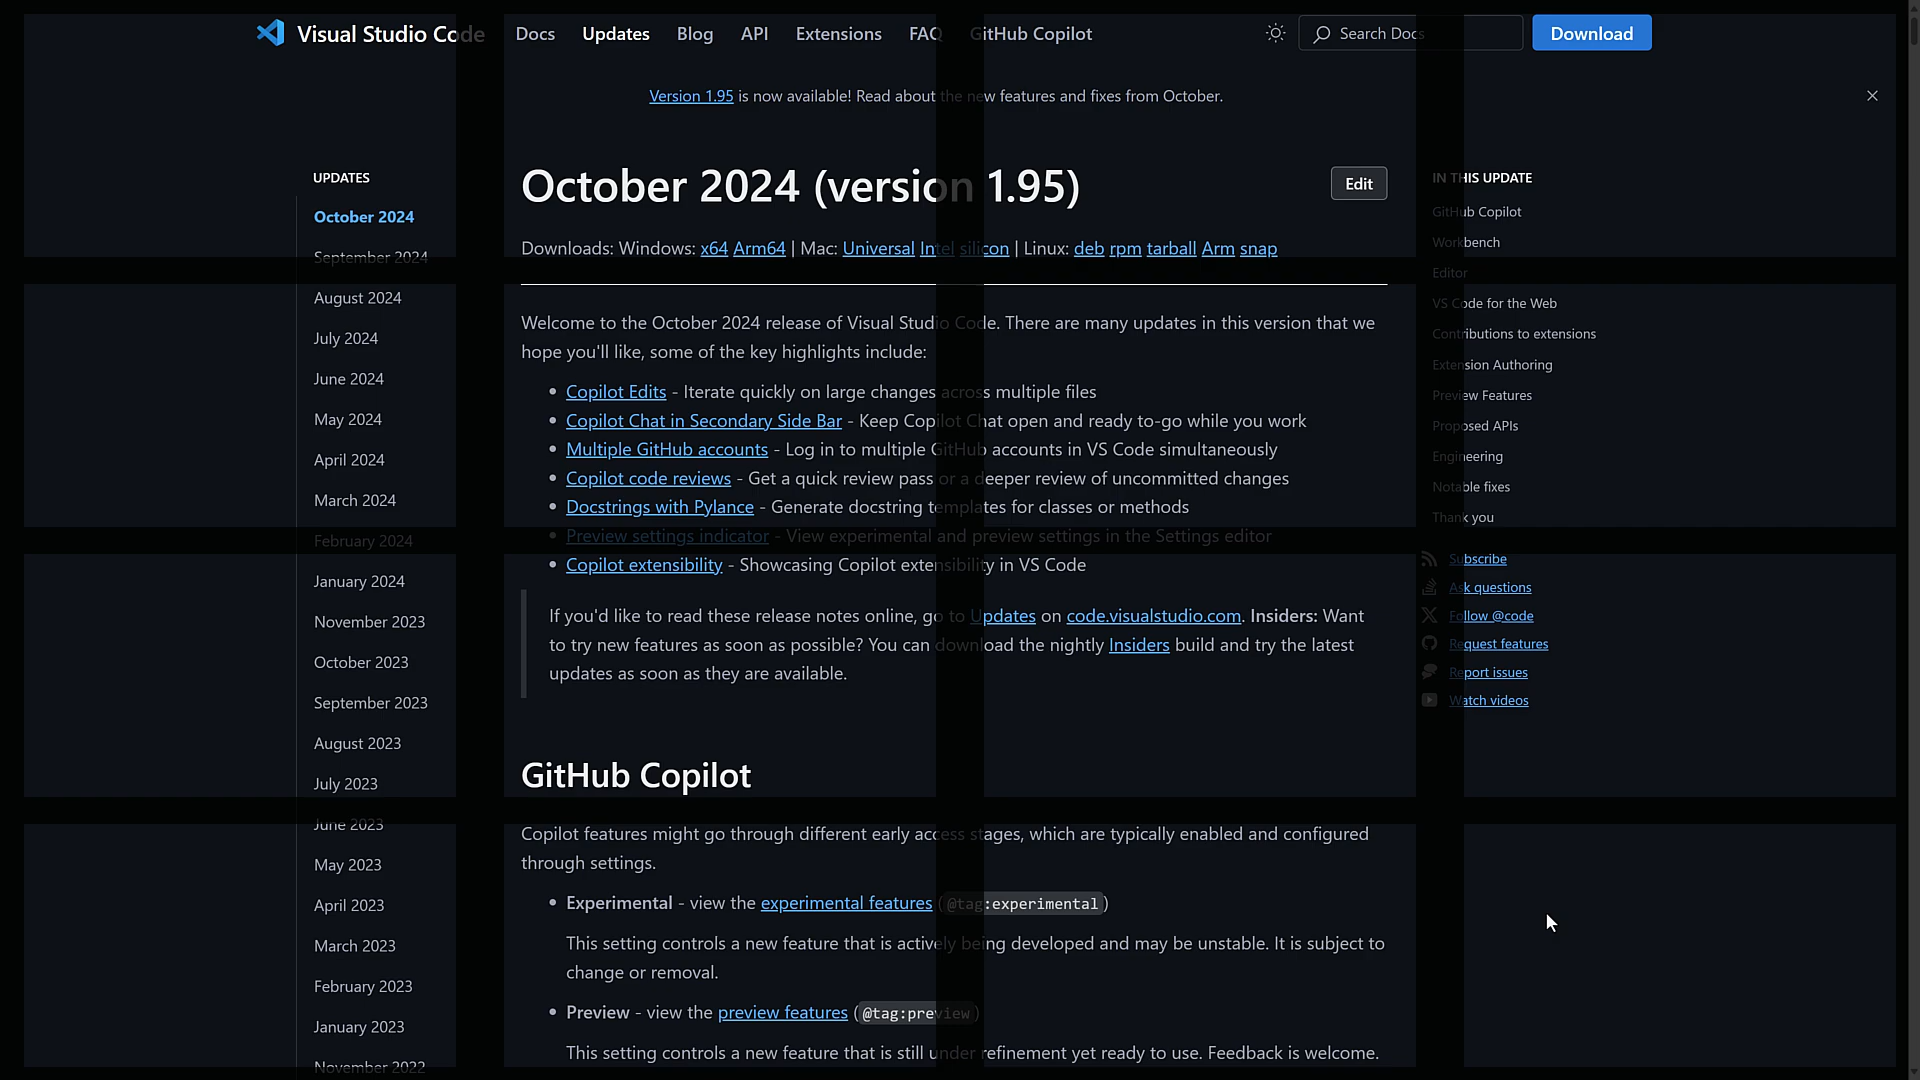 Visual Studio Code
Docs
Updates
Blog
API
Extensions
FAQ
GitHub Copilot
Search Docs
Download
Version 1.95 is now available! Read about the new features and fixes from October.
UPDATES
October 2024
September 2024
August 2024
July 2024
June 2024
May 2024
April 2024
March 2024
February 2024
January 2024
November 2023
October 2023
September 2023
August 2023
July 2023
June 2023
May 2023
April 2023
March 2023
February 2023
January 2023
November 2022
October 2024 (version 1.95)
Edit
Downloads: Windows: x64 Arm64 | Mac: Universal Intel silicon | Linux: deb rpm tarball Arm snap
Welcome to the October 2024 release of Visual Studio Code. There are many updates in this version that we
hope you'll like, some of the key highlights include:
• Copilot Edits - Iterate quickly on large changes across multiple files
• Copilot Chat in Secondary Side Bar - Keep Copilot Chat open and ready to-go while you work
• Multiple GitHub accounts - Log in to multiple GitHub accounts in VS Code simultaneously
• Copilot code reviews - Get a quick review pass or a deeper review of uncommitted changes
• Docstrings with Pylance - Generate docstring templates for classes or methods
• Preview settings indicator - View experimental and preview settings in the Settings editor
• Copilot extensibility - Showcasing Copilot extensibility in VS Code
If you'd like to read these release notes online, go to Updates on code.visualstudio.com. Insiders: Want
to try new features as soon as possible? You can download the nightly Insiders build and try the latest
updates as soon as they are available.
GitHub Copilot
Copilot features might go through different early access stages, which are typically enabled and configured
through settings.
• Experimental - view the experimental features (@tag:experimental)
This setting controls a new feature that is actively being developed and may be unstable. It is subject to
change or removal.
• Preview - view the preview features (@tag:preview)
This setting controls a new feature that is still under refinement yet ready to use. Feedback is welcome.
IN THIS UPDATE
GitHub Copilot
Workbench
Editor
VS Code for the Web
Contributions to extensions
Extension Authoring
Preview Features
Proposed APIs
Engineering
Notable fixes
Thank you
Subscribe
Ask questions
Follow @code
Request features
Report issues
Watch videos